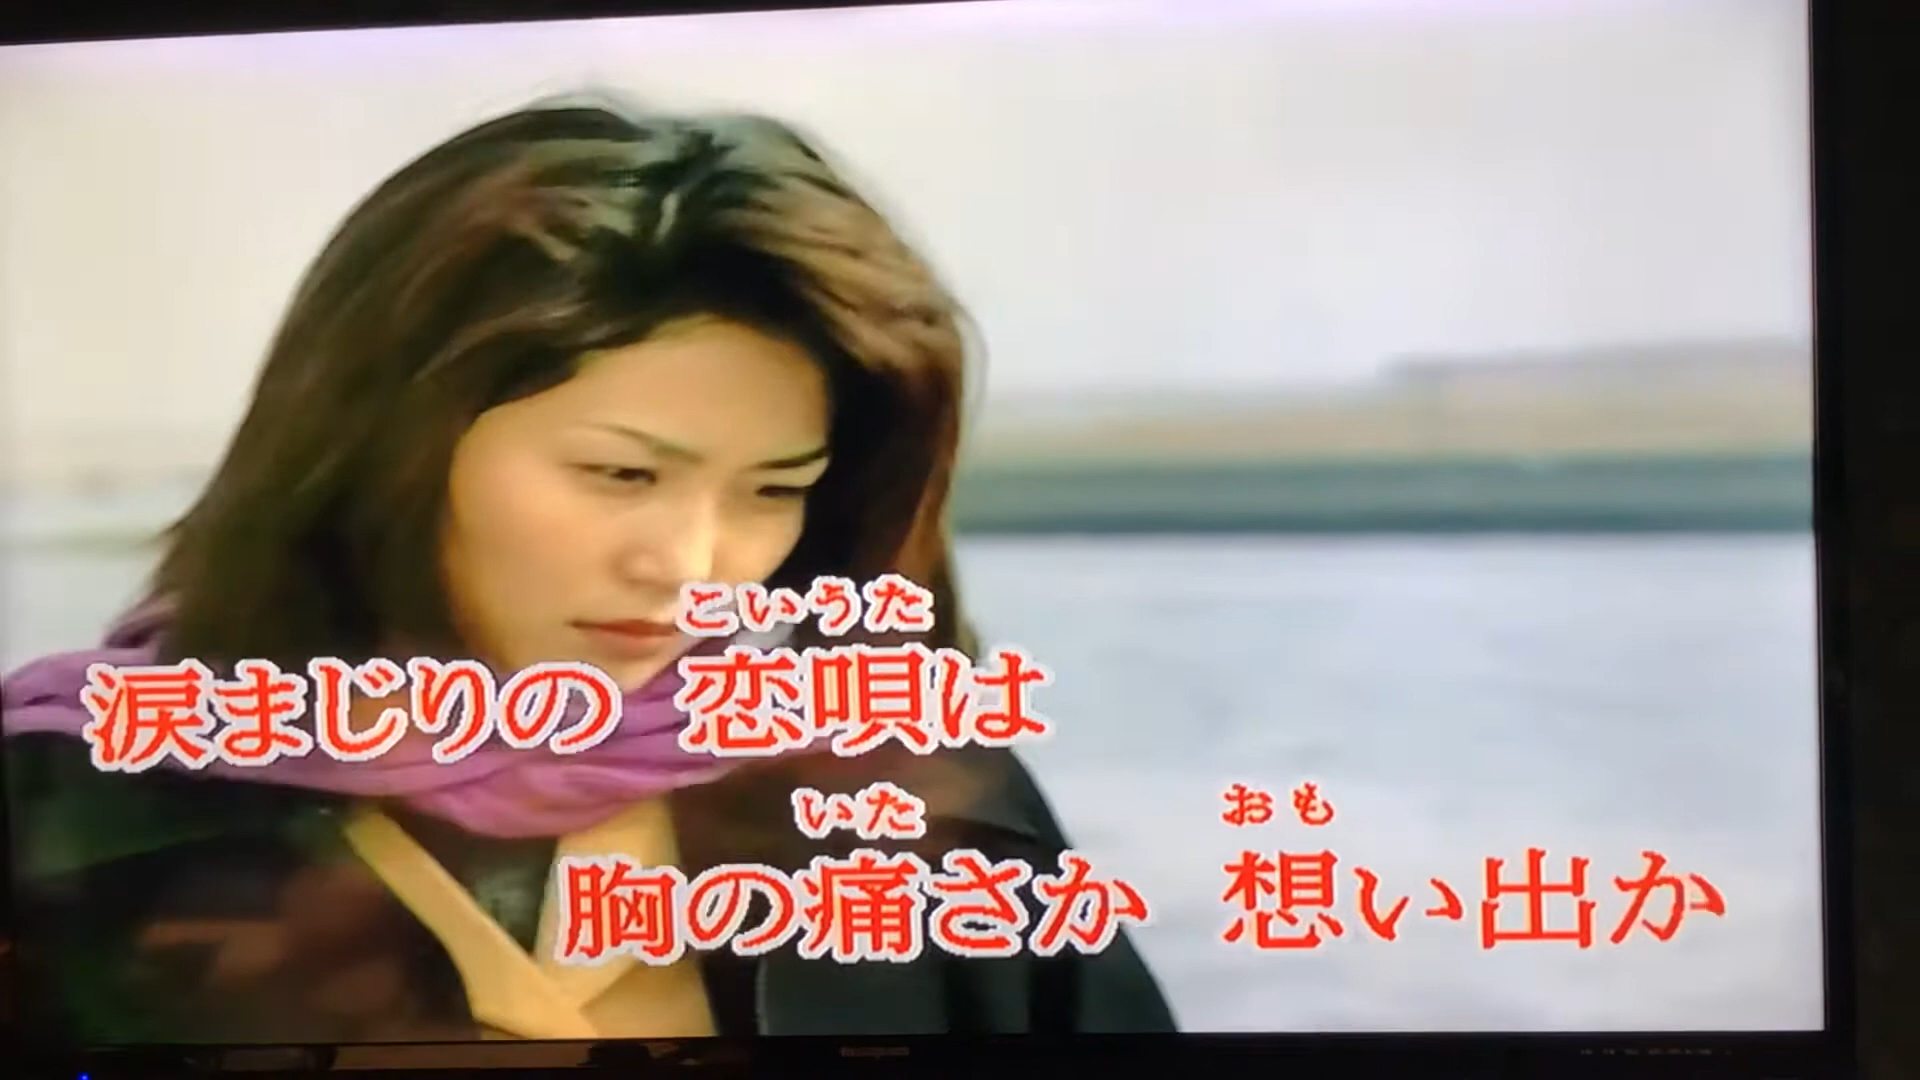 こいうた
涙まじりの 恋唄は
いた おも
胸の痛さか 想い出か